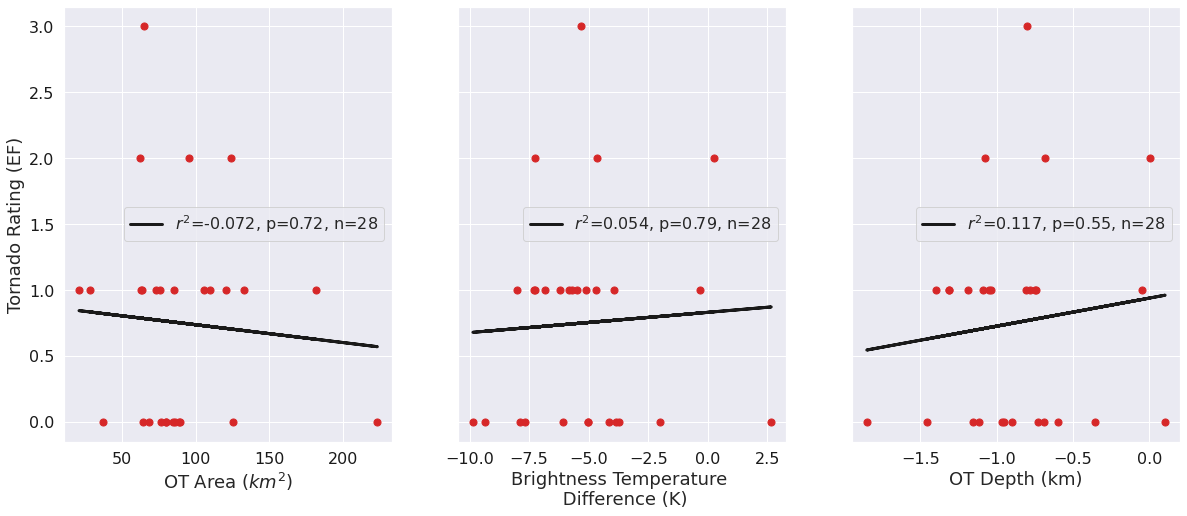 Tornado Rating (EF)
3.0
2.5
2.0
1.5
1.0
0.5
0.0
r²=-0.072, p=0.72, n=28
50 100 150 200
OT Area (km²)
r²=0.054, p=0.79, n=28
−10.0 −7.5 −5.0 −2.5 0.0 2.5
Brightness Temperature
Difference (K)
r²=0.117, p=0.55, n=28
−1.5 −1.0 −0.5 0.0
OT Depth (km)